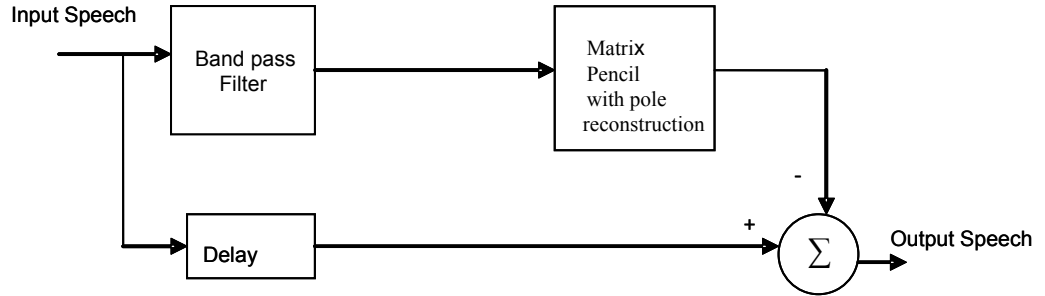 Input Speech
Band pass
Filter
Matrix
Pencil
with pole
reconstruction
-
+
Delay
Σ
Output Speech